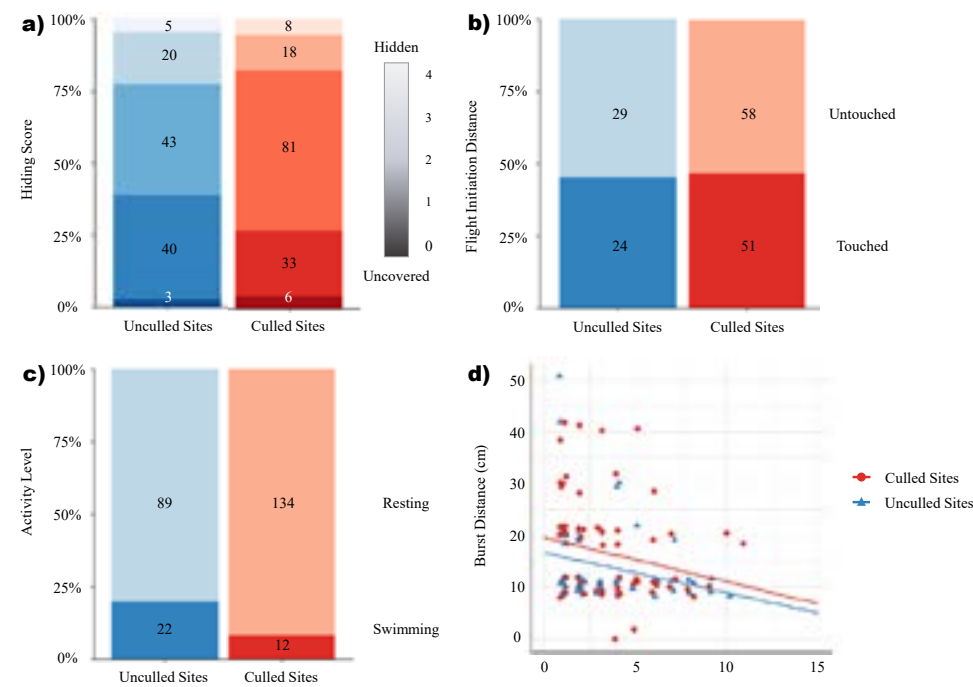 a)
Hiding Score
100%
75%
50%
25%
0%
5
20
43
40
3
8
18
81
33
6
Unculled Sites
Culled Sites
Hidden
4
3
2
1
0
Uncovered
b)
Flight Initiation Distance
100%
75%
50%
25%
0%
29
24
58
51
Untouched
Touched
Unculled Sites
Culled Sites
c)
Activity Level
100%
75%
50%
25%
0%
89
22
134
12
Resting
Swimming
Unculled Sites
Culled Sites
d)
Burst Distance (cm)
50
40
30
20
10
0
0
5
10
15
Culled Sites
Unculled Sites